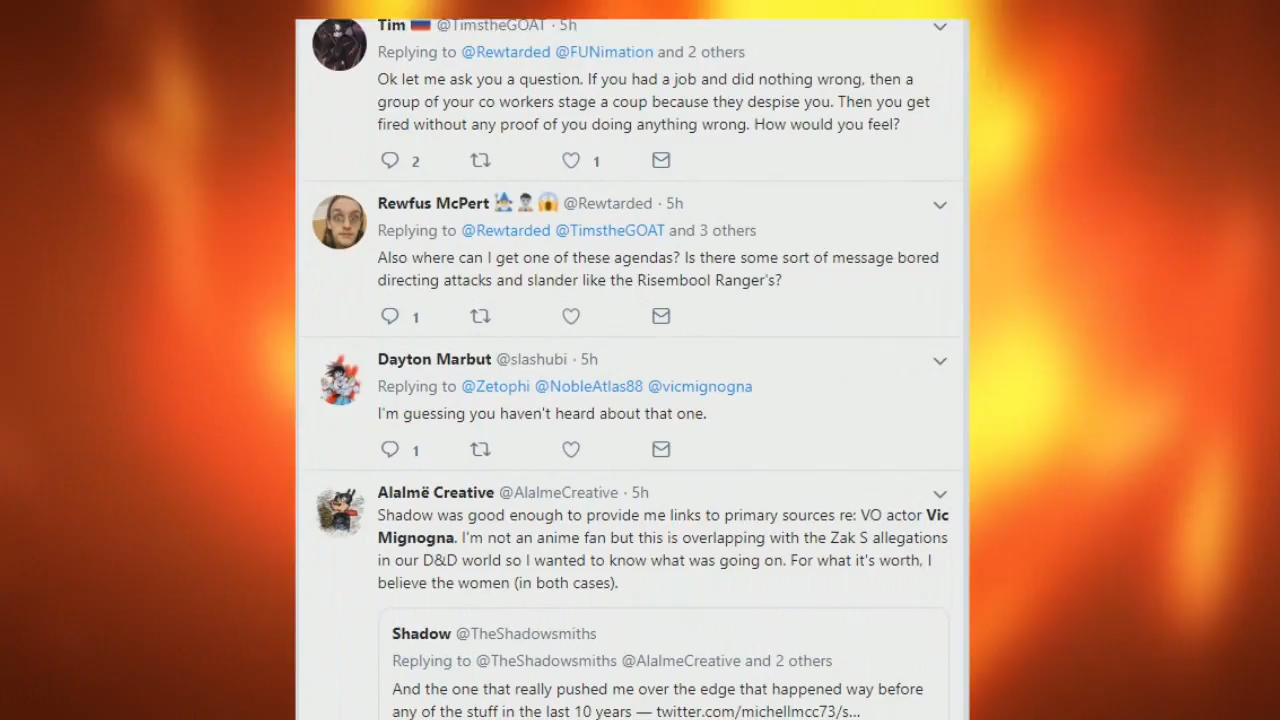 Tim @TimstheGOAT · 5h
Replying to @Rewtarded @FUNimation and 2 others
Ok let me ask you a question. If you had a job and did nothing wrong, then a
group of your co workers stage a coup because they despise you. Then you get
fired without any proof of you doing anything wrong. How would you feel?
2 1
Rewfus McPert @Rewtarded · 5h
Replying to @Rewtarded @TimstheGOAT and 3 others
Also where can I get one of these agendas? Is there some sort of message bored
directing attacks and slander like the Risembool Ranger's?
1
Dayton Marbut @slashubi · 5h
Replying to @Zetophi @NobleAtlas88 @vicmignogna
I'm guessing you haven't heard about that one.
1
Alalmë Creative @AlalmeCreative · 5h
Shadow was good enough to provide me links to primary sources re: VO actor Vic
Mignogna. I'm not an anime fan but this is overlapping with the Zak S allegations
in our D&D world so I wanted to know what was going on. For what it's worth, I
believe the women (in both cases).
Shadow @TheShadowsmiths
Replying to @TheShadowsmiths @AlalmeCreative and 2 others
And the one that really pushed me over the edge that happened way before
any of the stuff in the last 10 years — twitter.com/michellmcc73/s...